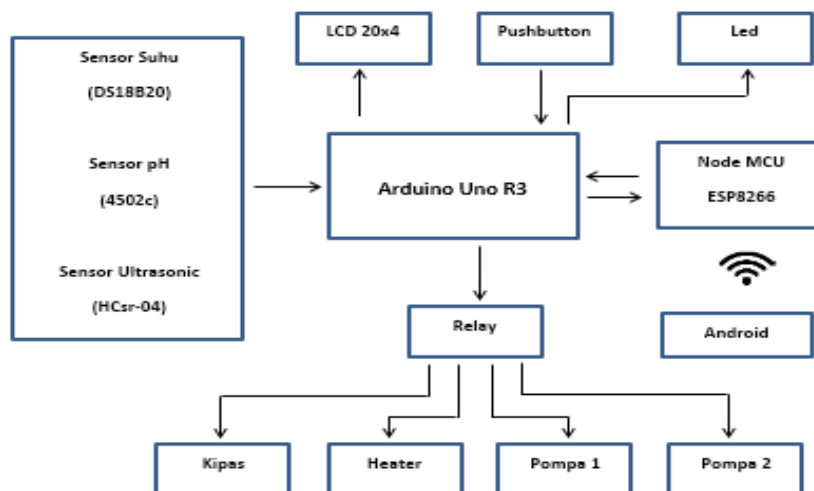 LCD 20x4
Pushbutton
Led
Sensor Suhu
(DS18B20)
Sensor pH
(4502c)
Sensor Ultrasonic
(HCsr-04)
Arduino Uno R3
Node MCU
ESP8266
Relay
Android
Kipas
Heater
Pompa 1
Pompa 2